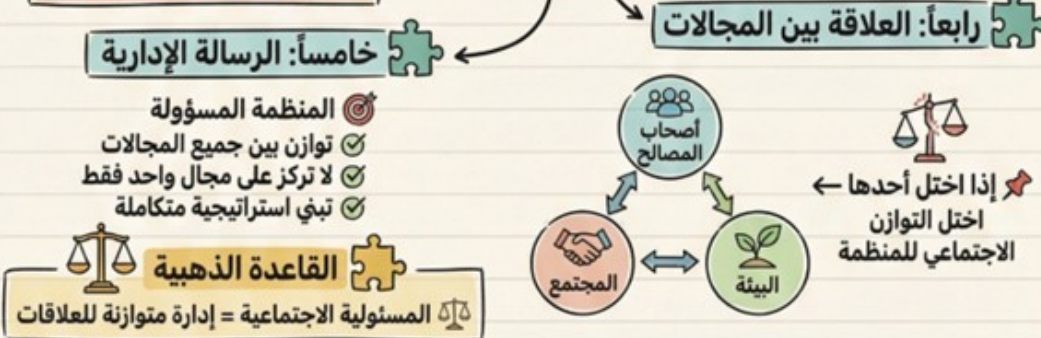 رابعاً: العلاقة بين المجالات
أصحاب
المصالح
المجتمع
البيئة
إذا اختل أحدها ←
اختل التوازن
الاجتماعي للمنظمة
خامساً: الرسالة الإدارية
المنظمة المسؤولة
توازن بين جميع المجالات
لا تركز على مجال واحد فقط
تبني استراتيجية متكاملة
القاعدة الذهبية
المسئولية الاجتماعية = إدارة متوازنة للعلاقات